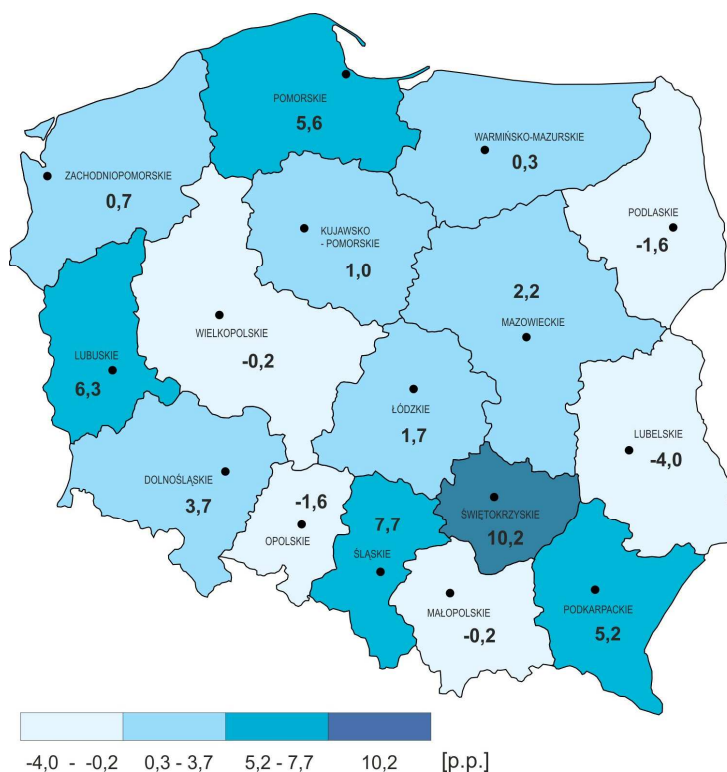 POMORSKIE
5,6
WARMIŃSKO-MAZURSKIE
0,3
ZACHODNIOPOMORSKIE
0,7
PODLASKIE
-1,6
KUJAWSKO
- POMORSKIE
1,0
2,2
MAZOWIECKIE
WIELKOPOLSKIE
-0,2
LUBUSKIE
6,3
ŁÓDZKIE
1,7
LUBELSKIE
-4,0
DOLNOŚLĄSKIE
3,7
-1,6
OPOLSKIE
7,7
ŚLĄSKIE
ŚWIĘTOKRZYSKIE
10,2
MAŁOPOLSKIE
-0,2
PODKARPACKIE
5,2
-4,0 - -0,2 0,3 - 3,7 5,2 - 7,7 10,2 [p.p.]